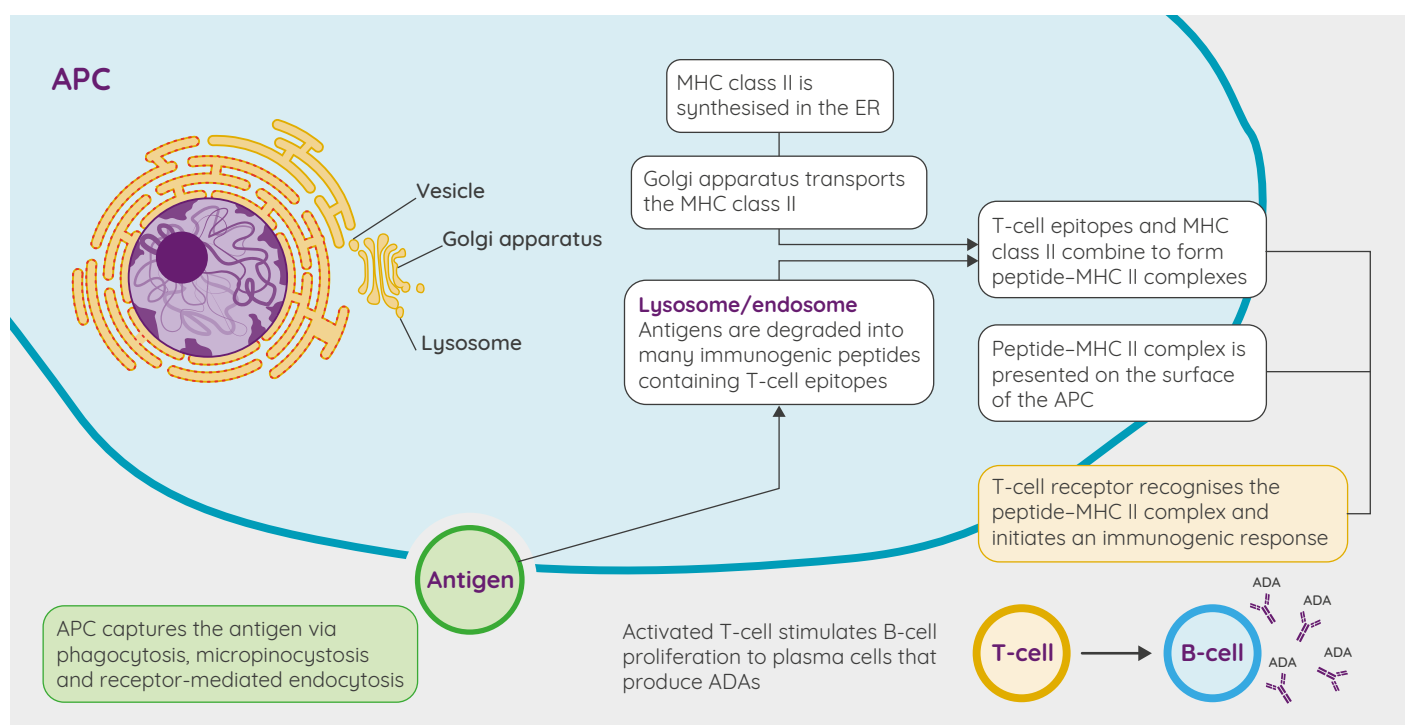 APC
MHC class II is
synthesised in the ER
Golgi apparatus transports
the MHC class II
Vesicle
Golgi apparatus
Lysosome
Lysosome/endosome
Antigens are degraded into
many immunogenic peptides
containing T-cell epitopes
T-cell epitopes and MHC
class II combine to form
peptide–MHC II complexes
Peptide–MHC II complex is
presented on the surface
of the APC
T-cell receptor recognises the
peptide–MHC II complex and
initiates an immunogenic response
Antigen
APC captures the antigen via
phagocytosis, micropinocystosis
and receptor-mediated endocytosis
Activated T-cell stimulates B-cell
proliferation to plasma cells that
produce ADAs
T-cell
B-cell
ADA
ADA
ADA
ADA